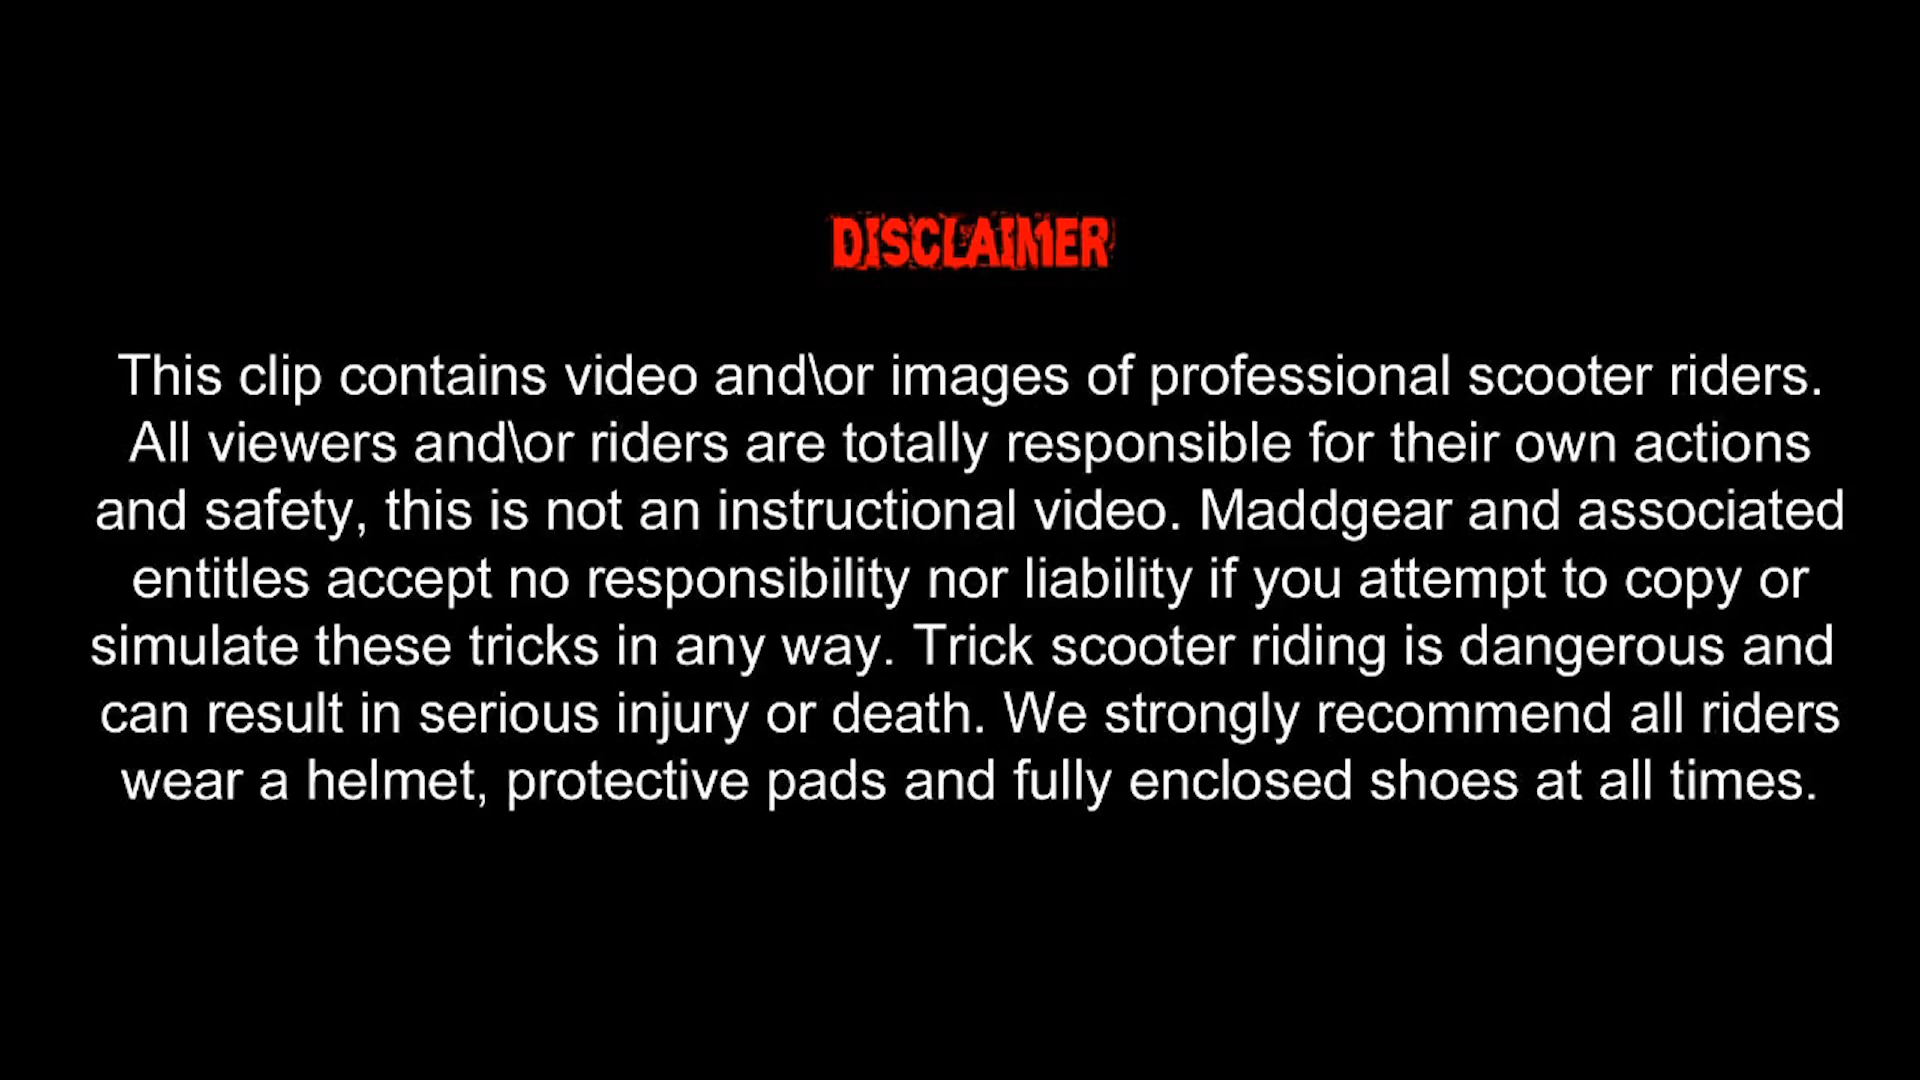 DISCLAIMER
This clip contains video and\or images of professional scooter riders.
All viewers and\or riders are totally responsible for their own actions
and safety, this is not an instructional video. Maddgear and associated
entitles accept no responsibility nor liability if you attempt to copy or
simulate these tricks in any way. Trick scooter riding is dangerous and
can result in serious injury or death. We strongly recommend all riders
wear a helmet, protective pads and fully enclosed shoes at all times.